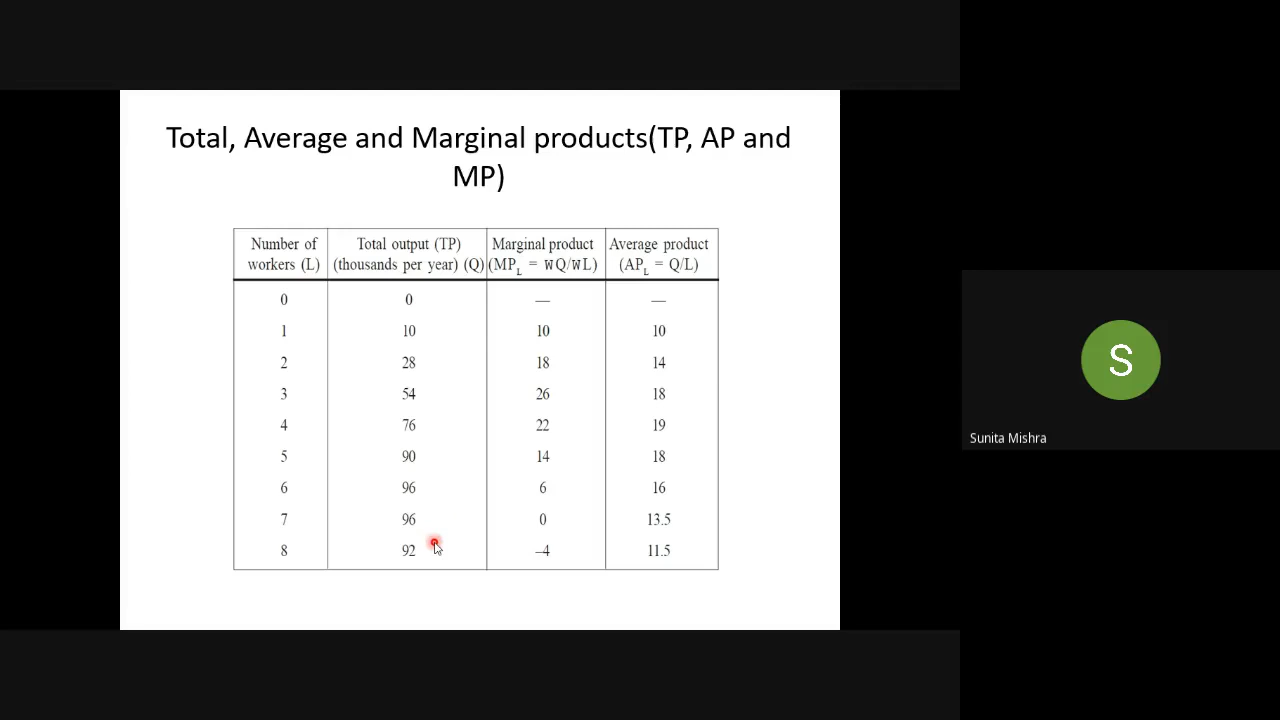 Total, Average and Marginal products(TP, AP and
MP)
Number of Total output (TP) Marginal product Average product
workers (L) (thousands per year) (Q) (MPL = WQ/WL) (APL = Q/L)
0 0 — —
1 10 10 10
2 28 18 14
3 54 26 18
4 76 22 19
5 90 14 18
6 96 6 16
7 96 0 13.5
8 92 –4 11.5
S
Sunita Mishra